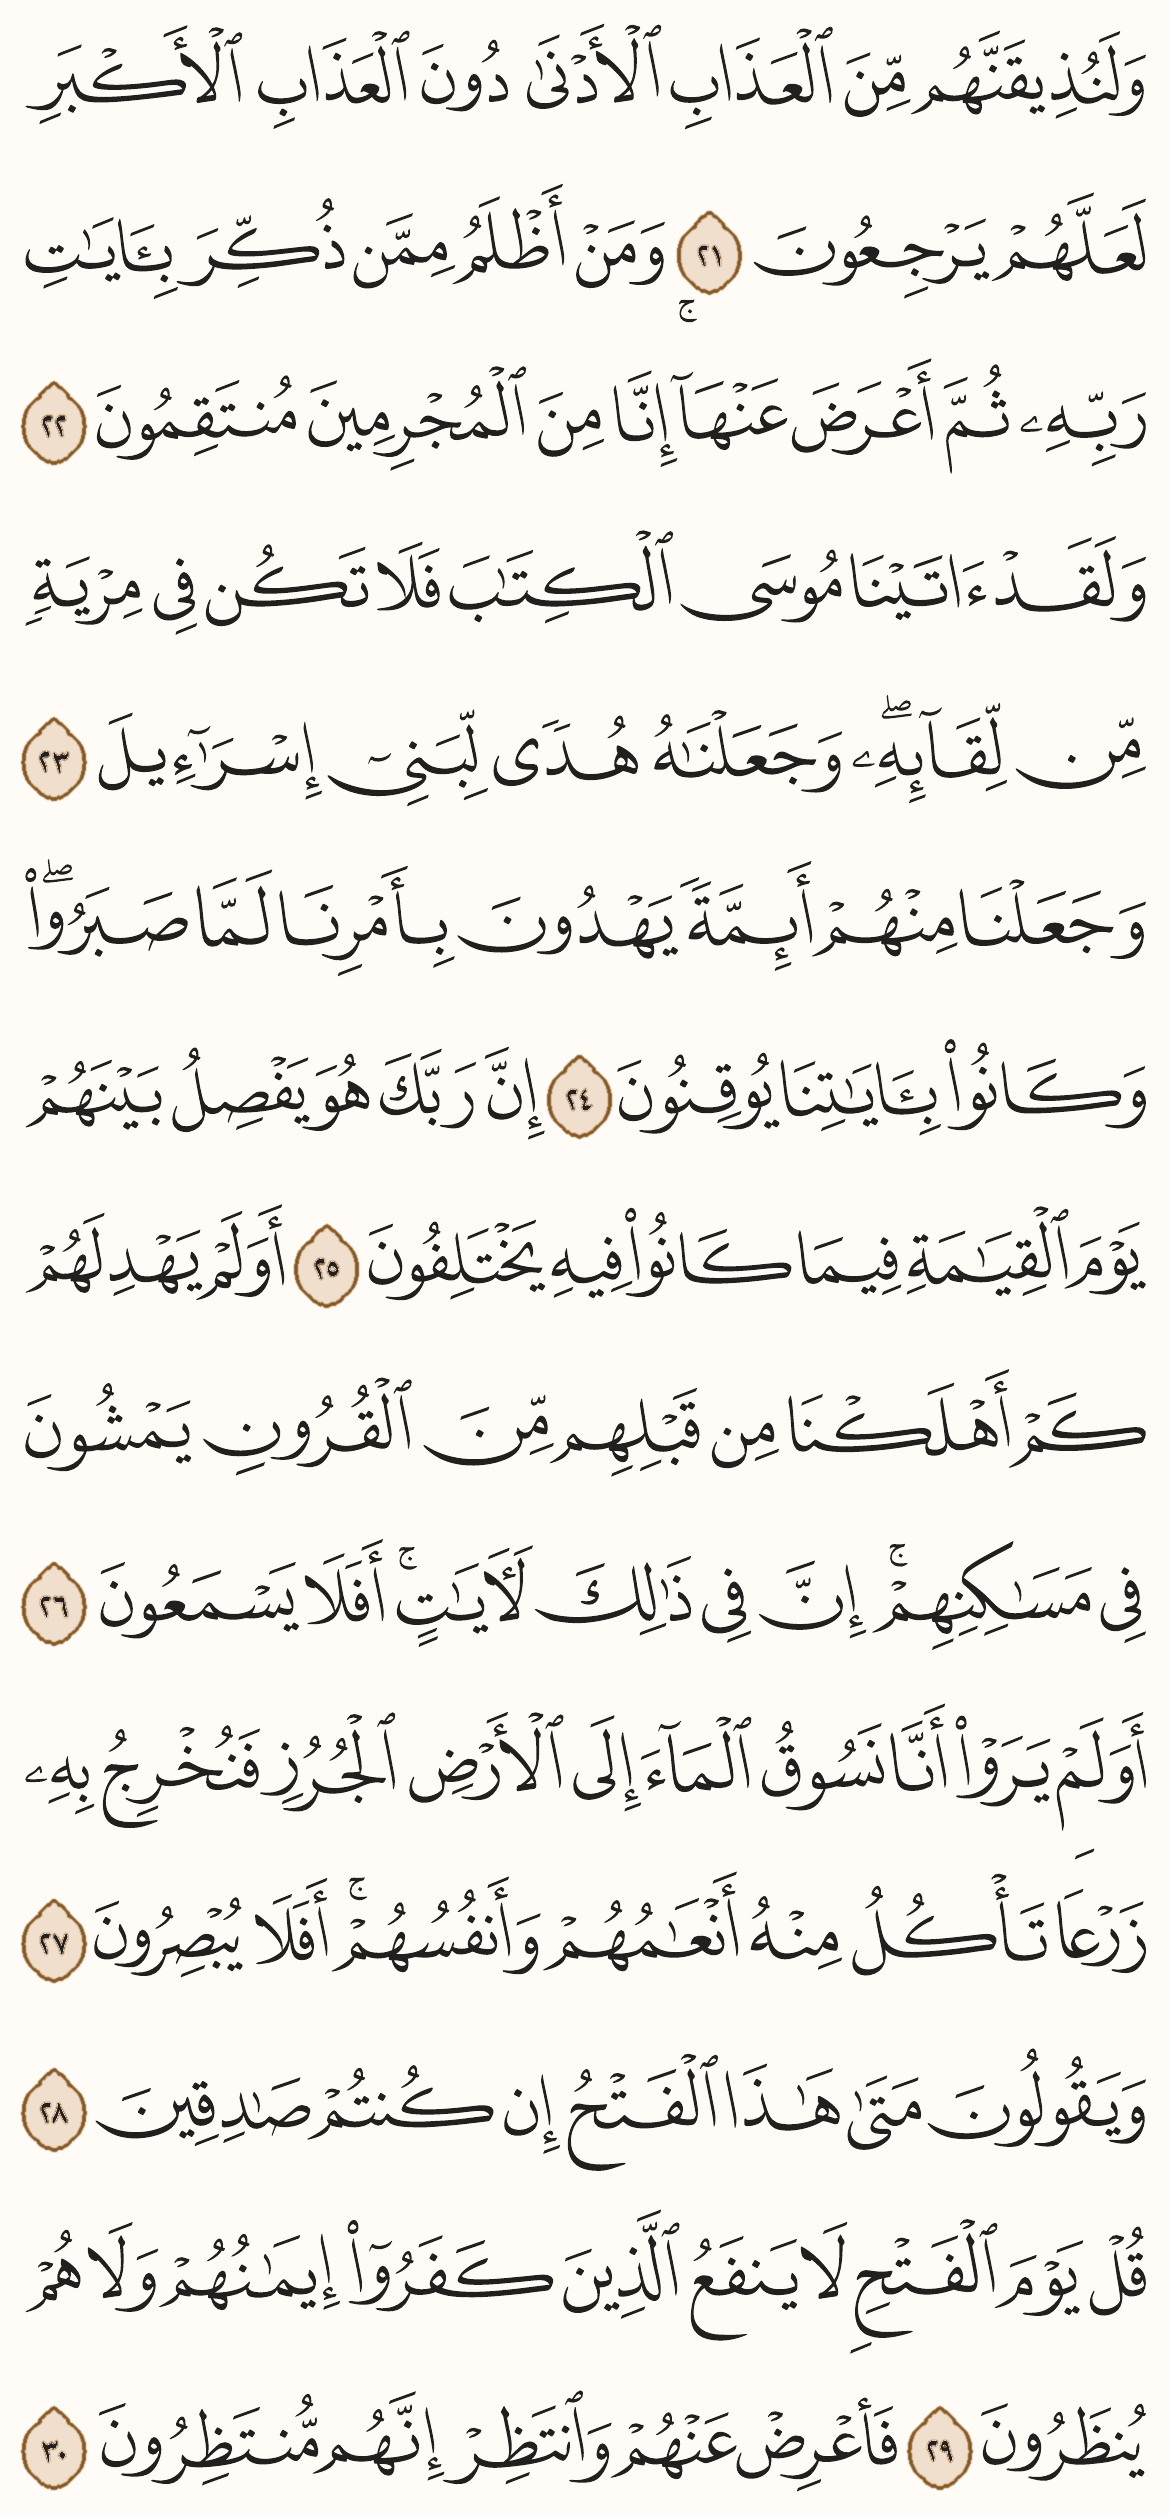 وَلَنُذِيقَنَّهُم مِّنَ ٱلْعَذَابِ ٱلْأَدْنَىٰ دُونَ ٱلْعَذَابِ ٱلْأَكْبَرِ
لَعَلَّهُمْ يَرْجِعُونَ ٢١ وَمَنْ أَظْلَمُ مِمَّن ذُكِّرَ بِـَٔايَـٰتِ
رَبِّهِۦ ثُمَّ أَعْرَضَ عَنْهَآ ۚ إِنَّا مِنَ ٱلْمُجْرِمِينَ مُنتَقِمُونَ ٢٢
وَلَقَدْ ءَاتَيْنَا مُوسَى ٱلْكِتَـٰبَ فَلَا تَكُن فِى مِرْيَةٍ
مِّن لِّقَآئِهِۦ ۖ وَجَعَلْنَـٰهُ هُدًى لِّبَنِىٓ إِسْرَٰٓءِيلَ ٢٣
وَجَعَلْنَا مِنْهُمْ أَئِمَّةً يَهْدُونَ بِأَمْرِنَا لَمَّا صَبَرُوا۟ ۖ
وَكَانُوا۟ بِـَٔايَـٰتِنَا يُوقِنُونَ ٢٤ إِنَّ رَبَّكَ هُوَ يَفْصِلُ بَيْنَهُمْ
يَوْمَ ٱلْقِيَـٰمَةِ فِيمَا كَانُوا۟ فِيهِ يَخْتَلِفُونَ ٢٥ أَوَلَمْ يَهْدِ لَهُمْ
كَمْ أَهْلَكْنَا مِن قَبْلِهِم مِّنَ ٱلْقُرُونِ يَمْشُونَ
فِى مَسَـٰكِنِهِمْ ۚ إِنَّ فِى ذَٰلِكَ لَـَٔايَـٰتٍ ۚ أَفَلَا يَسْمَعُونَ ٢٦
أَوَلَمْ يَرَوْا۟ أَنَّا نَسُوقُ ٱلْمَآءَ إِلَى ٱلْأَرْضِ ٱلْجُرُزِ فَنُخْرِجُ بِهِۦ
زَرْعًا تَأْكُلُ مِنْهُ أَنْعَـٰمُهُمْ وَأَنفُسُهُمْ ۚ أَفَلَا يُبْصِرُونَ ٢٧
وَيَقُولُونَ مَتَىٰ هَـٰذَا ٱلْفَتْحُ إِن كُنتُمْ صَـٰدِقِينَ ٢٨
قُلْ يَوْمَ ٱلْفَتْحِ لَا يَنفَعُ ٱلَّذِينَ كَفَرُوٓا۟ إِيمَـٰنُهُمْ وَلَا هُمْ
يُنظَرُونَ ٢٩ فَأَعْرِضْ عَنْهُمْ وَٱنتَظِرْ إِنَّهُم مُّنتَظِرُونَ ٣٠